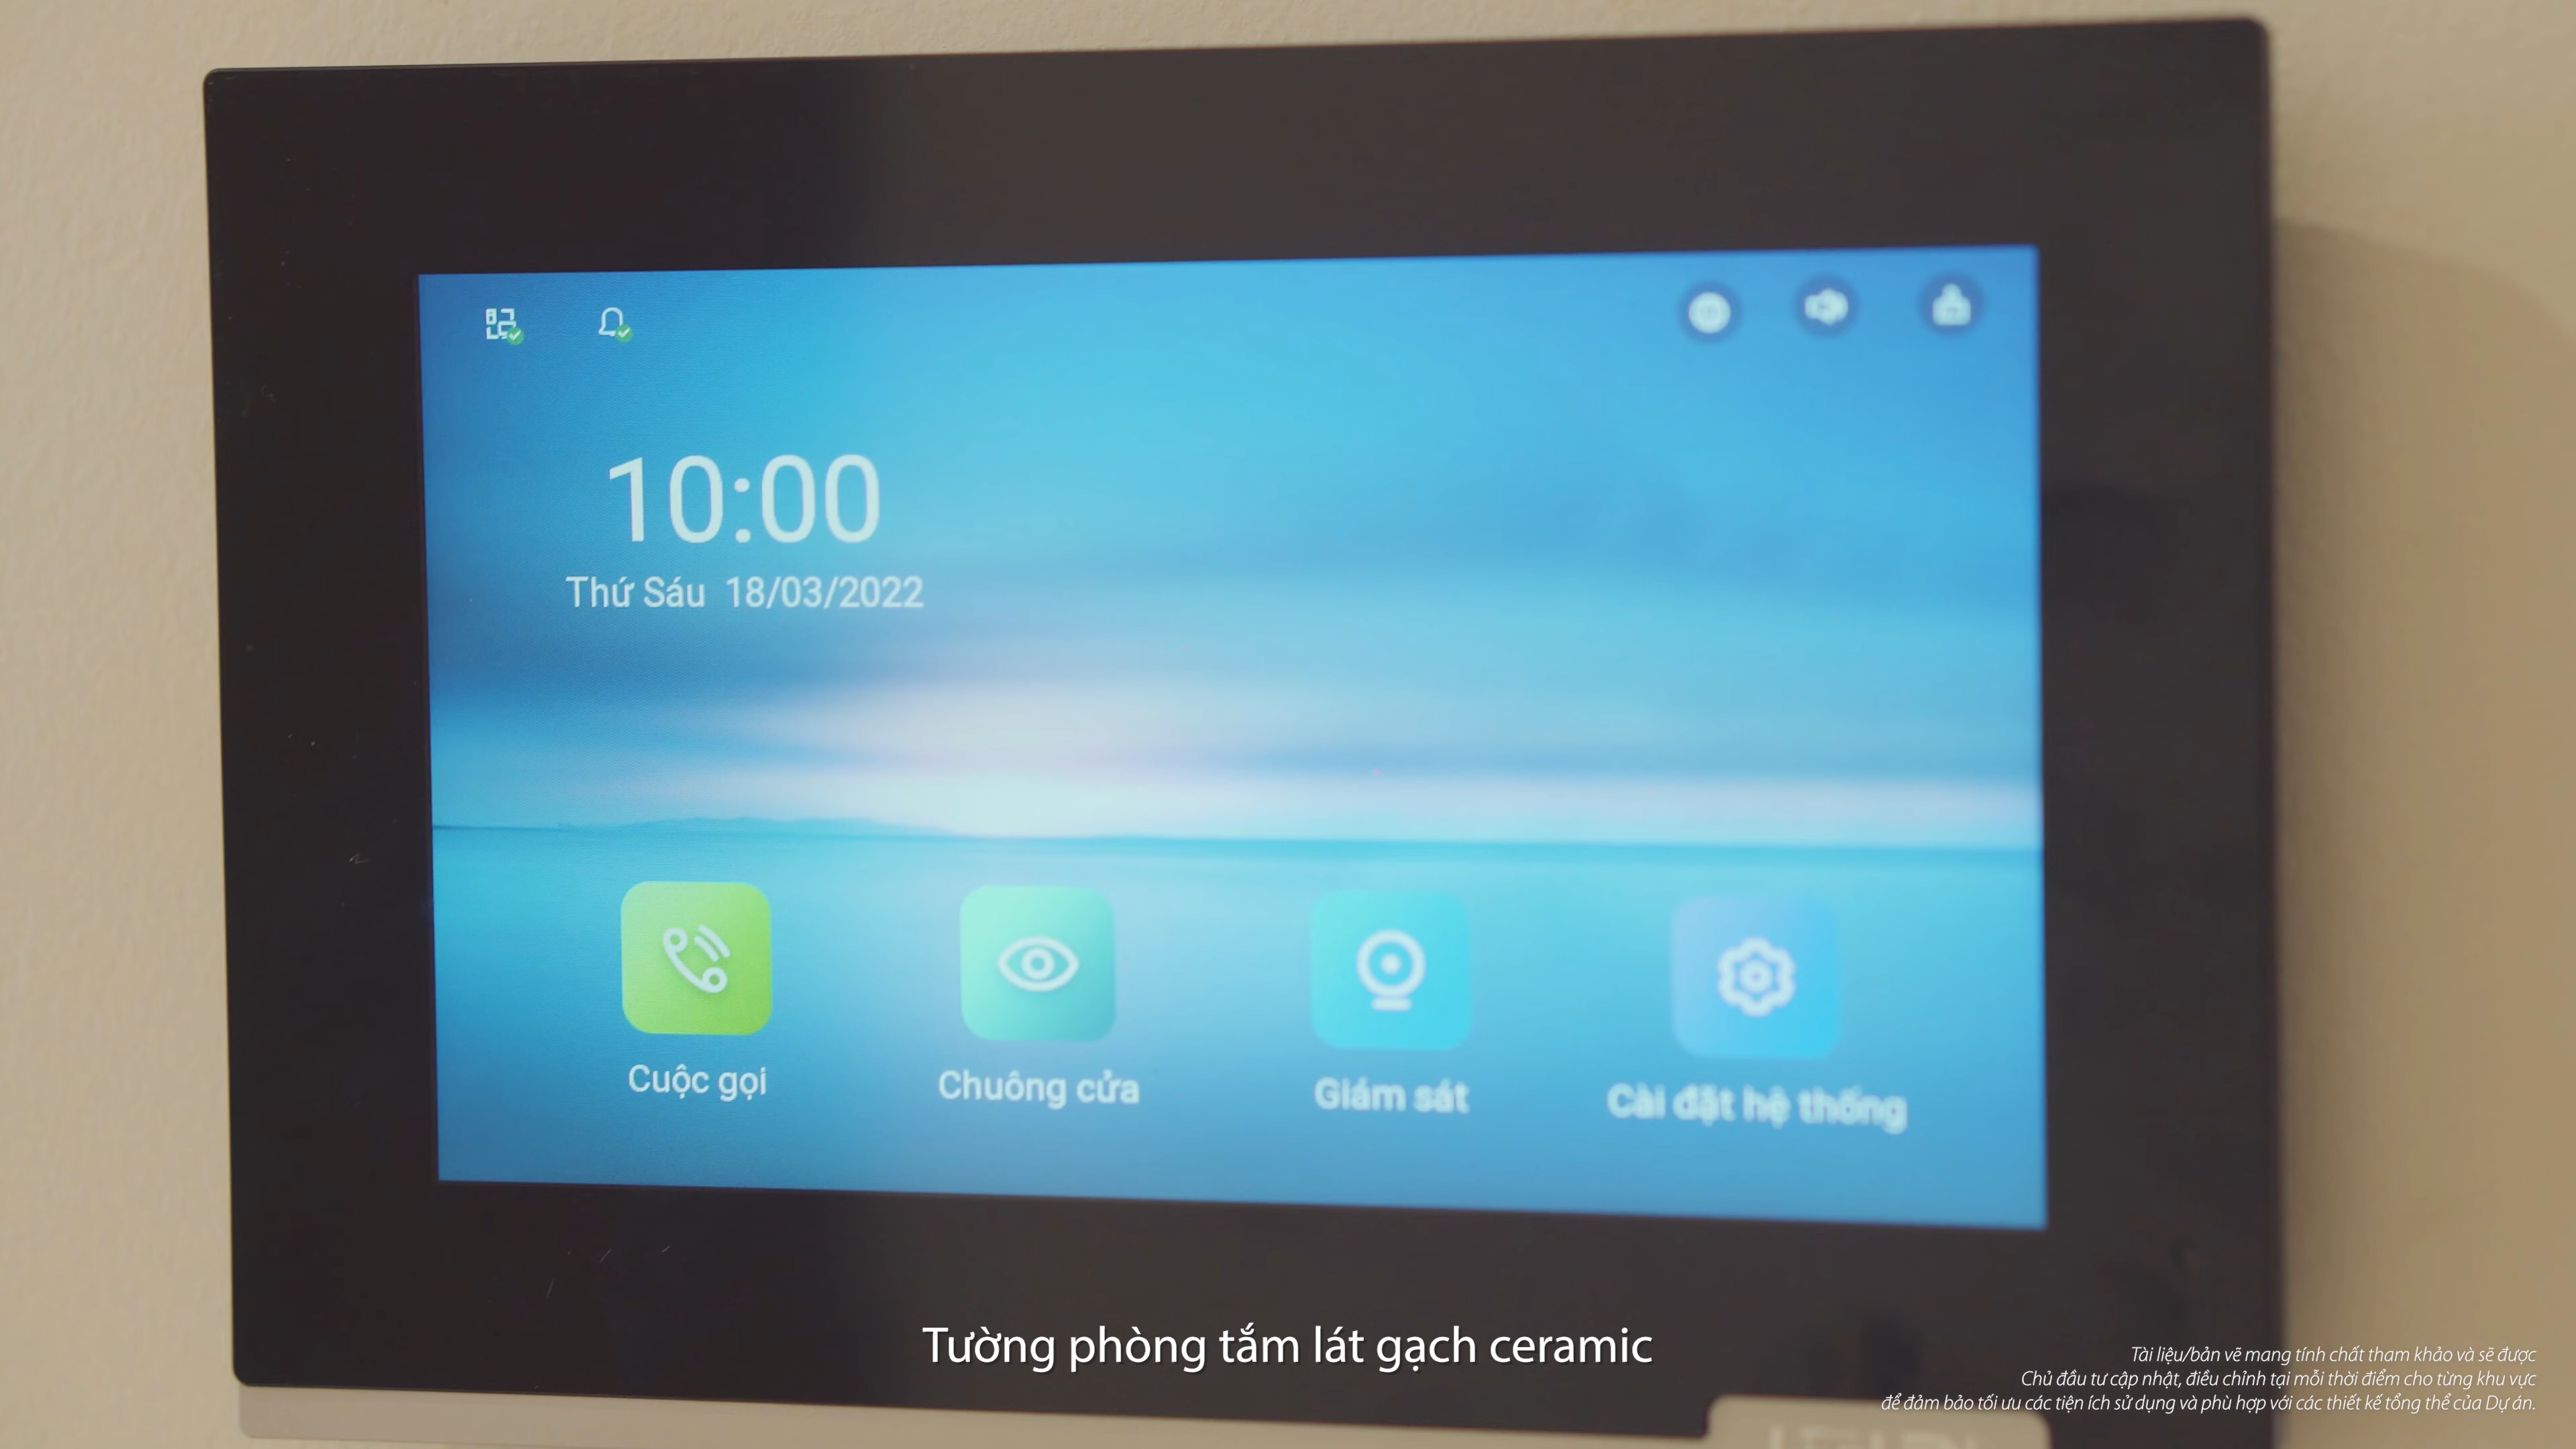 10:00
Thứ Sáu 18/03/2022
Cuộc gọi
Chuông cửa
Giám sát
Cài đặt hệ thống
Tường phòng tắm lát gạch ceramic
Tài liệu/bản vẽ mang tính chất tham khảo và sẽ được
Chủ đầu tư cập nhật, điều chỉnh tại mỗi thời điểm cho từng khu vực
để đảm bảo tối ưu các tiện ích sử dụng và phù hợp với các thiết kế tổng thể của Dự án.